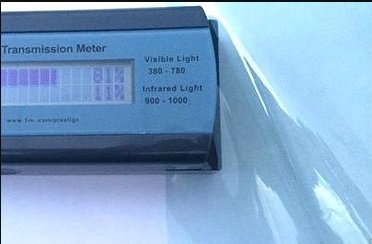 Transmission Meter
Visible Light
380 - 780
81%
Infrared Light
900 - 1000
11%
www.3m.com/prestige